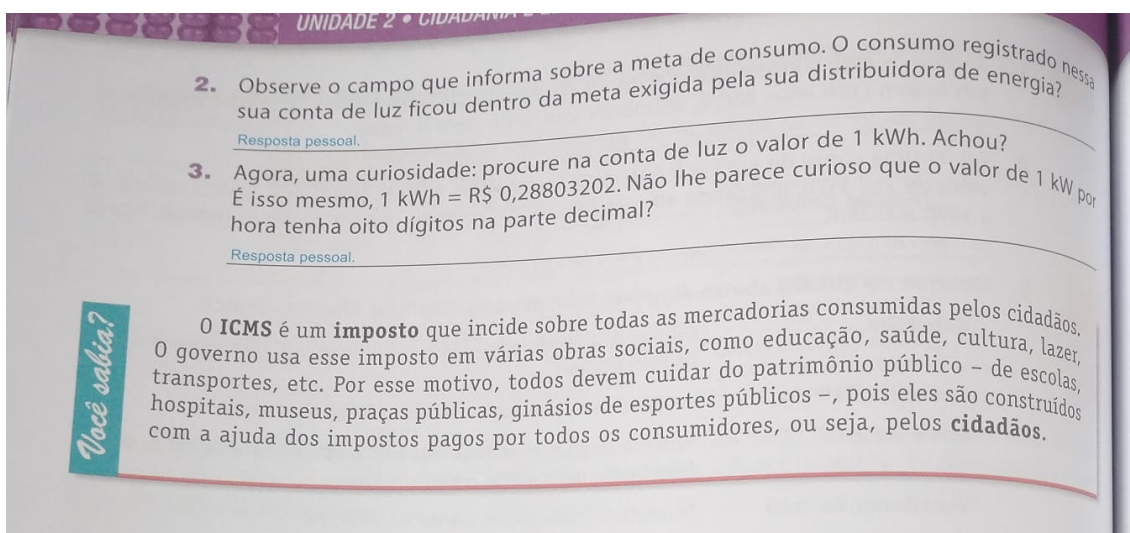 UNIDADE 2 • CIDADANIA E
2. Observe o campo que informa sobre a meta de consumo. O consumo registrado nessa
sua conta de luz ficou dentro da meta exigida pela sua distribuidora de energia?
Resposta pessoal.
3. Agora, uma curiosidade: procure na conta de luz o valor de 1 kWh. Achou?
É isso mesmo, 1 kWh = R$ 0,28803202. Não lhe parece curioso que o valor de 1 kW por
hora tenha oito dígitos na parte decimal?
Resposta pessoal.
Você sabia?
O ICMS é um imposto que incide sobre todas as mercadorias consumidas pelos cidadãos.
O governo usa esse imposto em várias obras sociais, como educação, saúde, cultura, lazer,
transportes, etc. Por esse motivo, todos devem cuidar do patrimônio público – de escolas,
hospitais, museus, praças públicas, ginásios de esportes públicos –, pois eles são construídos
com a ajuda dos impostos pagos por todos os consumidores, ou seja, pelos cidadãos.